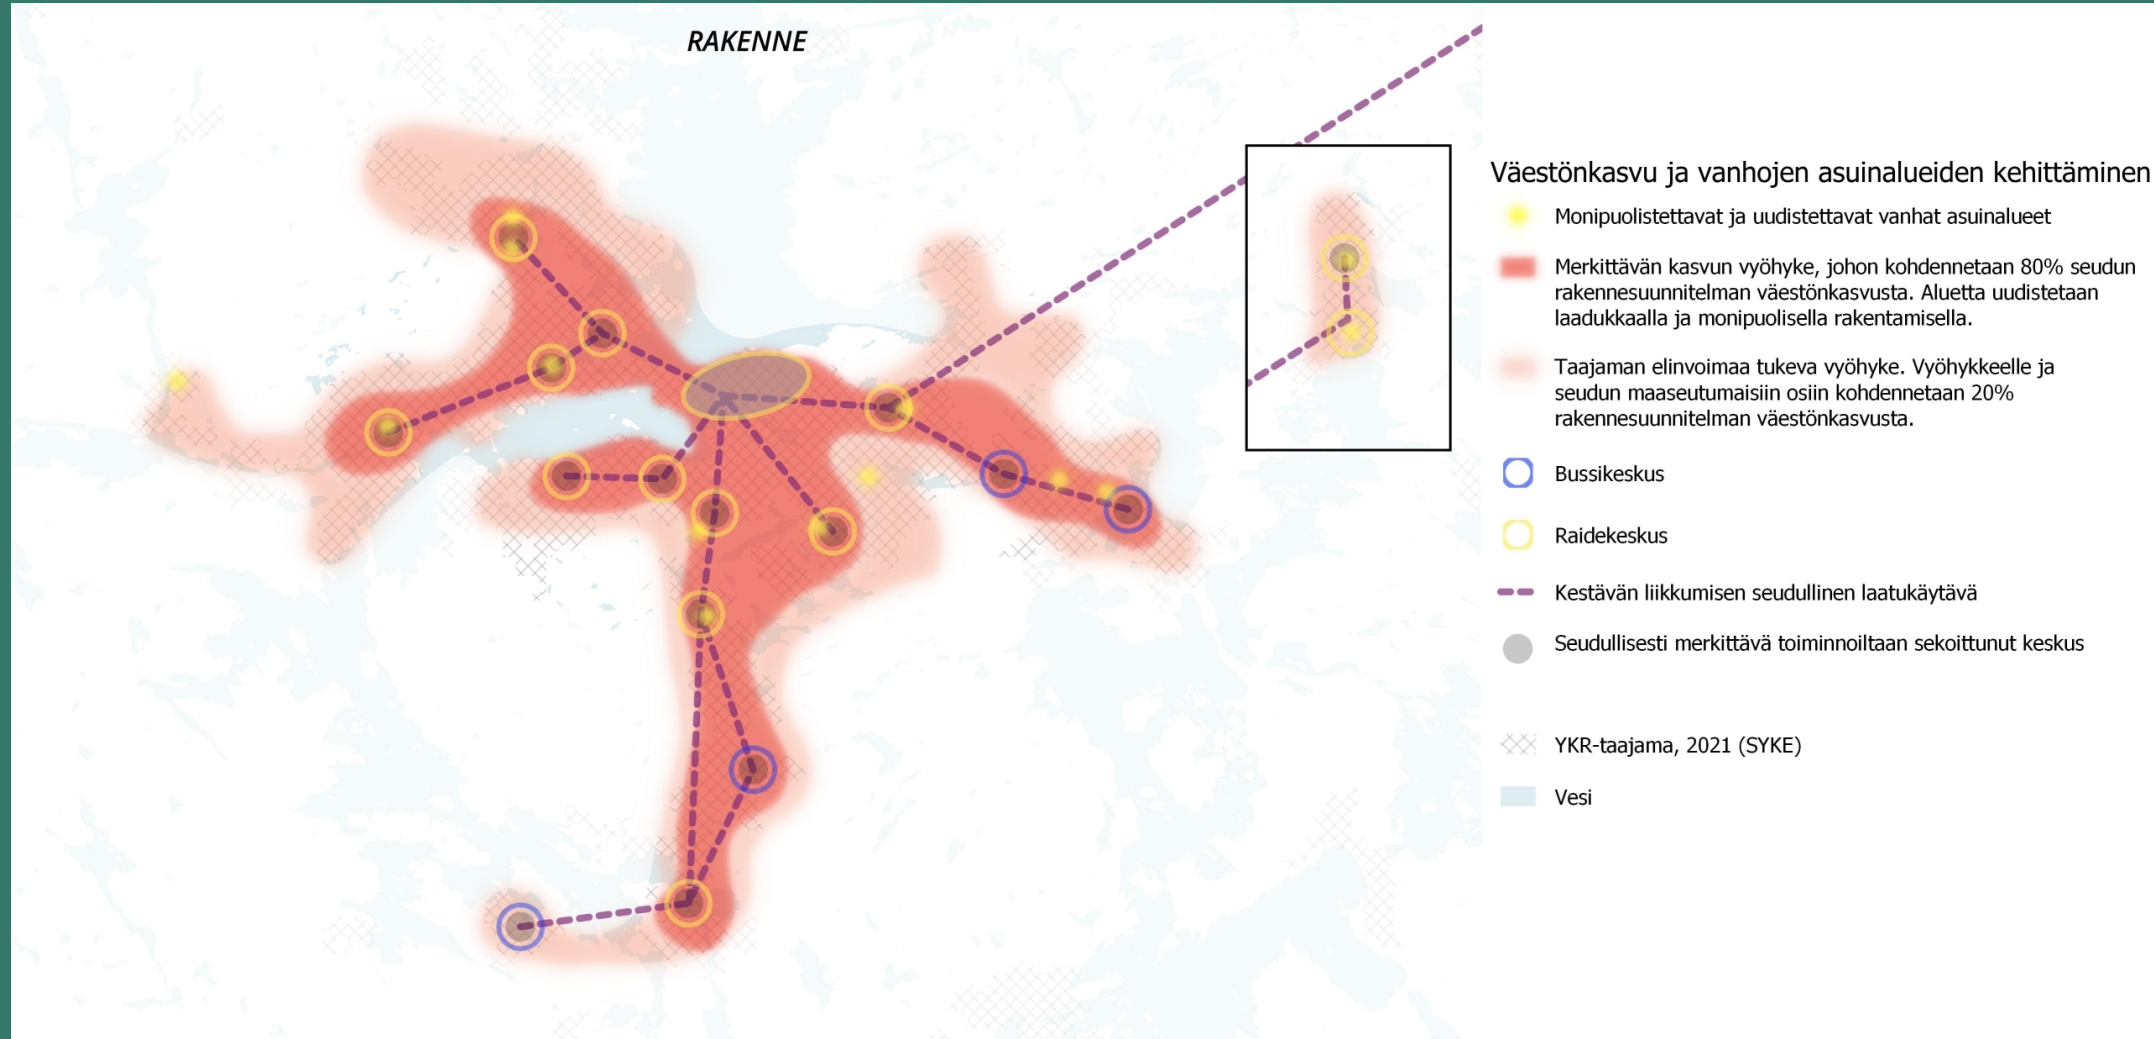 RAKENNE
Väestönkasvu ja vanhojen asuinalueiden kehittäminen
Monipuolistettavat ja uudistettavat vanhat asuinalueet
Merkittävän kasvun vyöhyke, johon kohdennetaan 80% seudun
rakennesuunnitelman väestönkasvusta. Aluetta uudistetaan
laadukkaalla ja monipuolisella rakentamisella.
Taajaman elinvoimaa tukeva vyöhyke. Vyöhykkeelle ja
seudun maaseutumaisiin osiin kohdennetaan 20%
rakennesuunnitelman väestönkasvusta.
Bussikeskus
Raidekeskus
Kestävän liikkumisen seudullinen laatukäytävä
Seudullisesti merkittävä toiminnoiltaan sekoittunut keskus
YKR-taajama, 2021 (SYKE)
Vesi